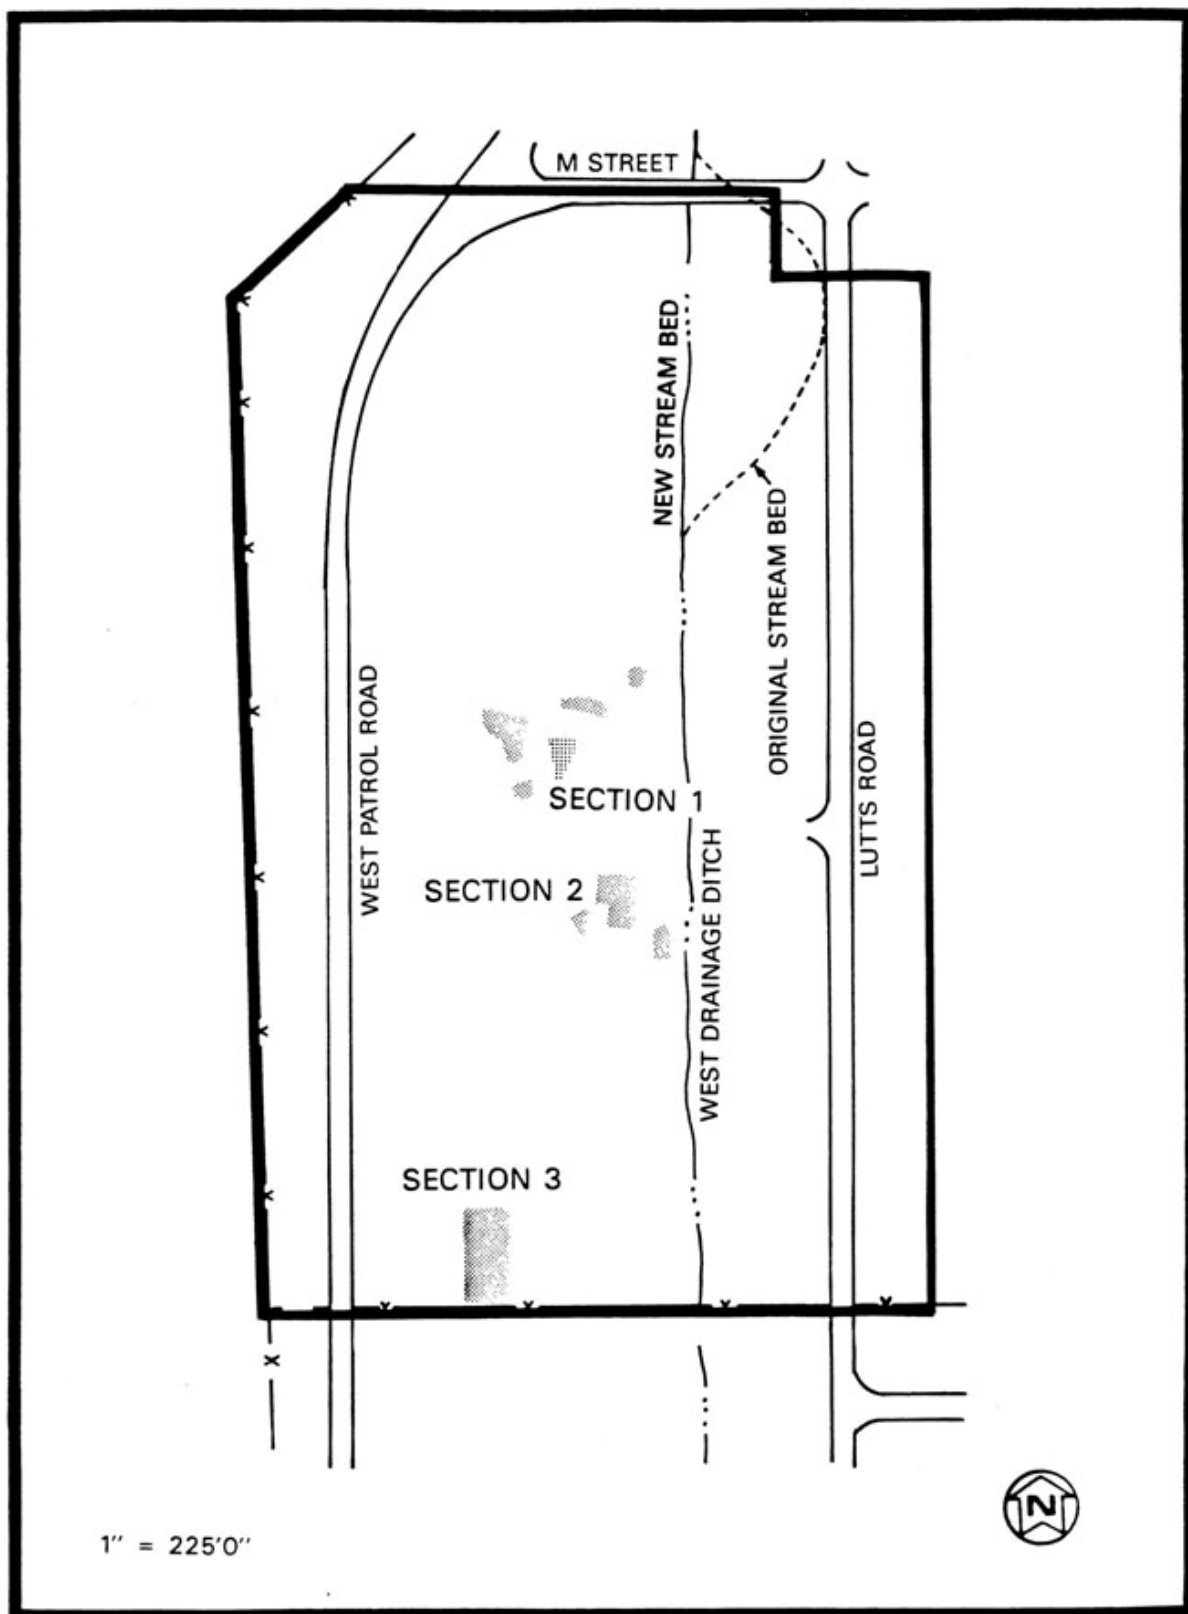 M STREET
NEW STREAM BED
ORIGINAL STREAM BED
WEST PATROL ROAD
LUTTS ROAD
SECTION 1
SECTION 2
WEST DRAINAGE DITCH
SECTION 3
N
1" = 225'0"